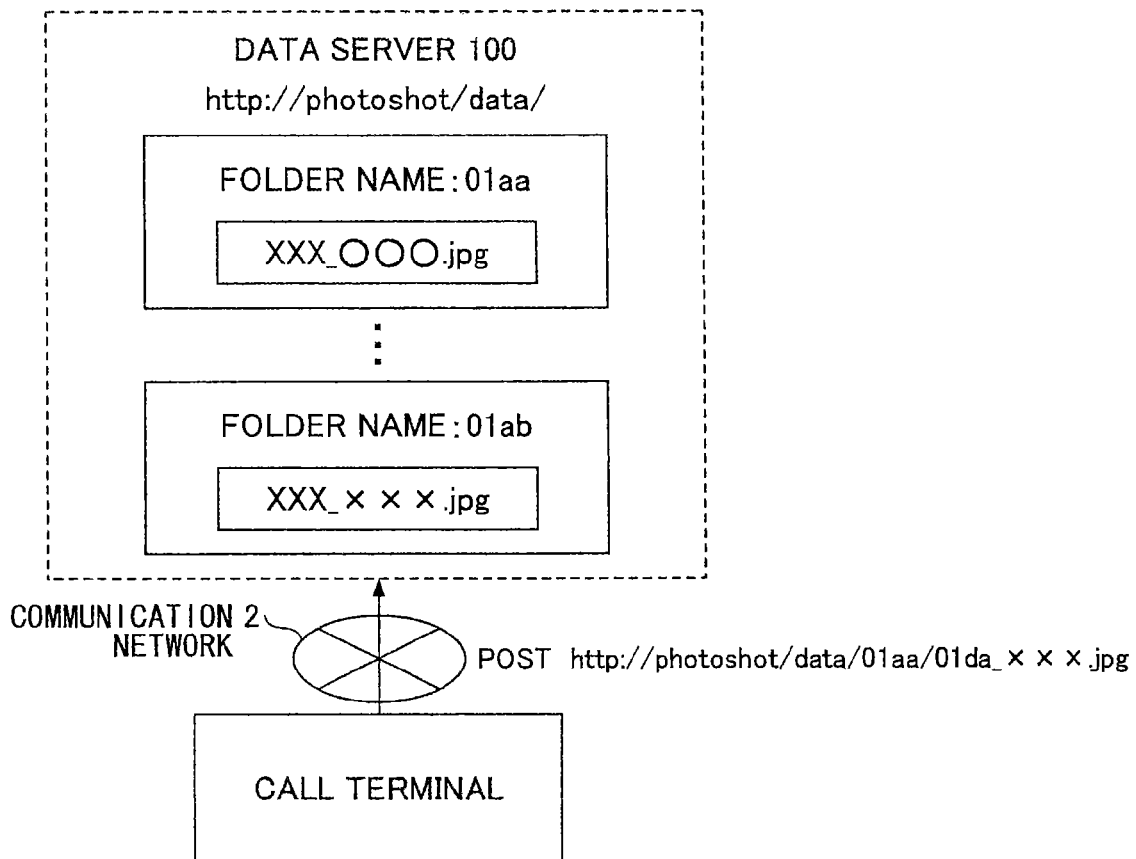 DATA SERVER 100
http://photoshot/data/
FOLDER NAME:01aa
XXX_○○○.jpg
FOLDER NAME:01ab
XXX_×××.jpg
COMMUNICATION 2
NETWORK
POST http://photoshot/data/01aa/01da_×××.jpg
CALL TERMINAL